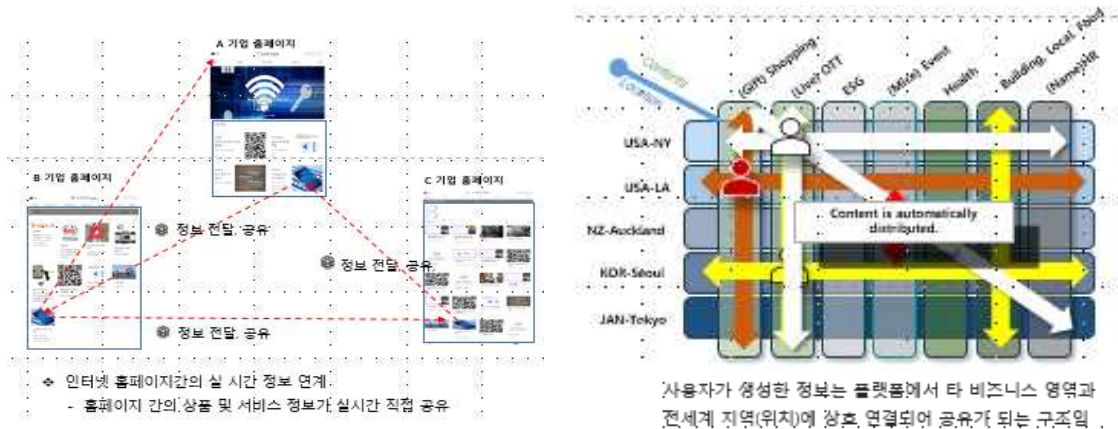 A 기업 홈페이지
B 기업 홈페이지
C 기업 홈페이지
정보 전달, 공유
정보 전달, 공유
정보 전달, 공유
❖ 인터넷 홈페이지간의 실 시간 정보 연계
- 홈페이지 간의 상품 및 서비스 정보가 실시간 직접 공유
Contents
Location
(Gift) Shopping
(Live) OTT
ESG
(Mice) Event
Health
Building, Local, Food
(Name)HR
USA-NY
USA-LA
NZ-Auckland
KOR-Seoul
JAN-Tokyo
Content is automatically
distributed.
사용자가 생성한 정보는 플랫폼에서 타 비즈니스 영역과
전세계 지역(위치)에 상호 연결되어 공유가 되는 구조임